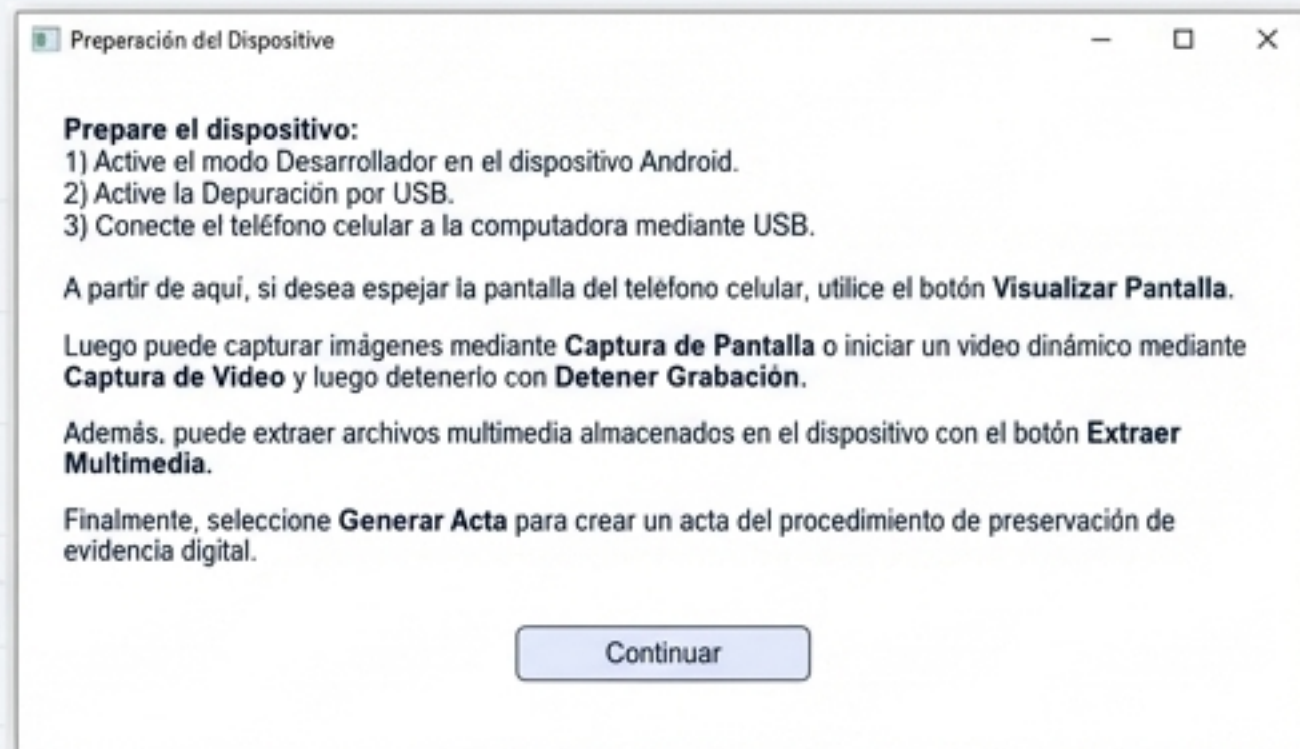 Preperación del Dispositive
Prepare el dispositivo:
1) Active el modo Desarrollador en el dispositivo Android.
2) Active la Depuración por USB.
3) Conecte el teléfono celular a la computadora mediante USB.
A partir de aquí, si desea espejar la pantalla del teléfono celular, utilice el botón Visualizar Pantalla.
Luego puede capturar imágenes mediante Captura de Pantalla o iniciar un video dinámico mediante
Captura de Video y luego detenerlo con Detener Grabación.
Además. puede extraer archivos multimedia almacenados en el dispositivo con el botón Extraer
Multimedia.
Finalmente, seleccione Generar Acta para crear un acta del procedimiento de preservación de
evidencia digital.
Continuar